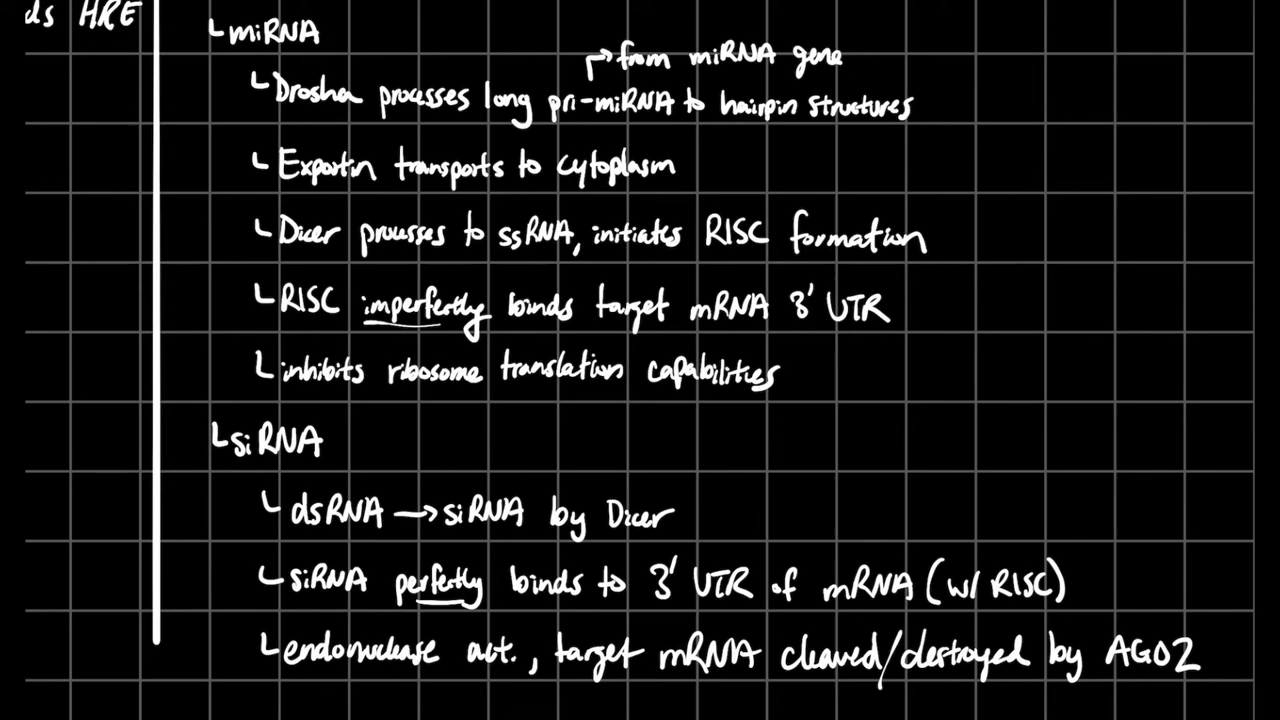 ds HRE
└miRNA
↱from miRNA gene
└Drosha processes long pri-miRNA to hairpin structures
└Exportin transports to cytoplasm
└Dicer processes to ssRNA, initiates RISC formation
└RISC imperfectly binds target mRNA 3' UTR
└inhibits ribosome translation capabilities
└siRNA
└dsRNA → siRNA by Dicer
└siRNA perfectly binds to 3' UTR of mRNA (w/ RISC)
└endonuclease act., target mRNA cleaved/destroyed by AGO2